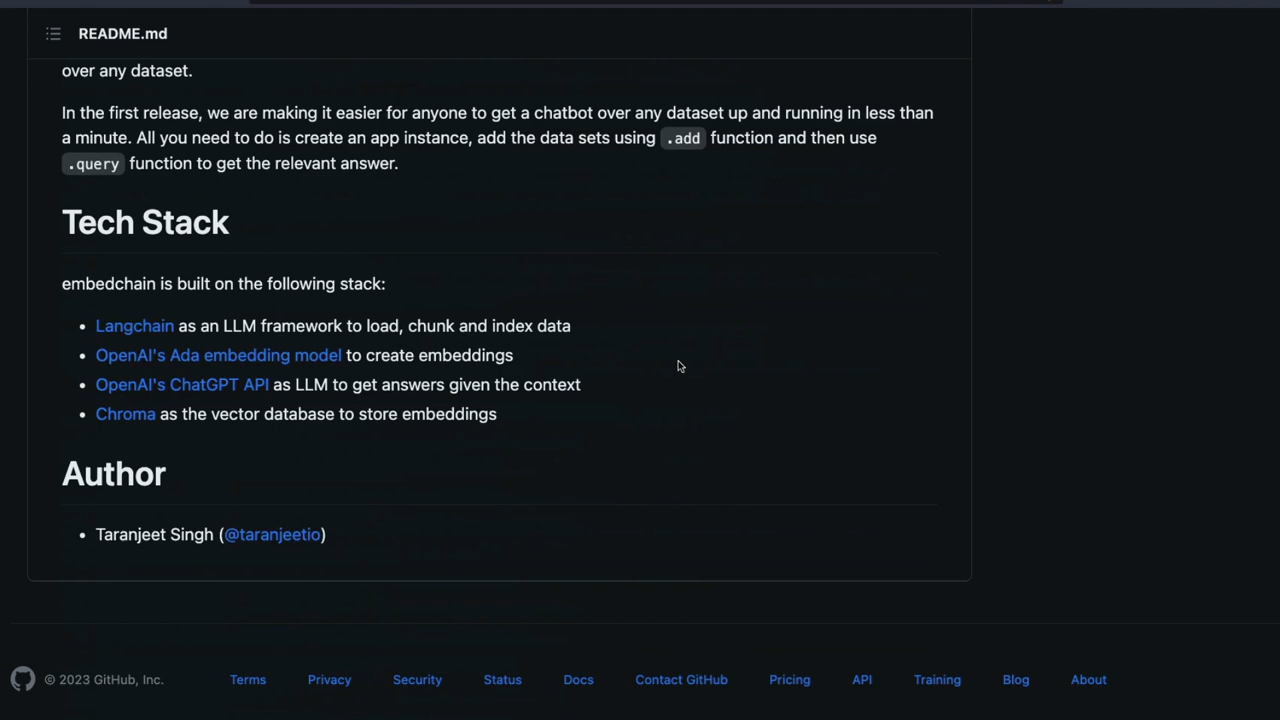 README.md
over any dataset.
In the first release, we are making it easier for anyone to get a chatbot over any dataset up and running in less than
a minute. All you need to do is create an app instance, add the data sets using .add function and then use
.query function to get the relevant answer.
Tech Stack
embedchain is built on the following stack:
• Langchain as an LLM framework to load, chunk and index data
• OpenAI's Ada embedding model to create embeddings
• OpenAI's ChatGPT API as LLM to get answers given the context
• Chroma as the vector database to store embeddings
Author
• Taranjeet Singh (@taranjeetio)
© 2023 GitHub, Inc. Terms Privacy Security Status Docs Contact GitHub Pricing API Training Blog About